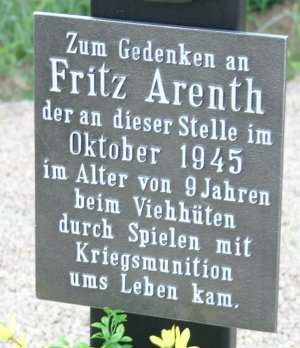 Zum Gedenken an
Fritz Arenth
der an dieser Stelle im
Oktober 1945
im Alter von 9 Jahren
beim Viehhüten
durch Spielen mit
Kriegsmunition
ums Leben kam.